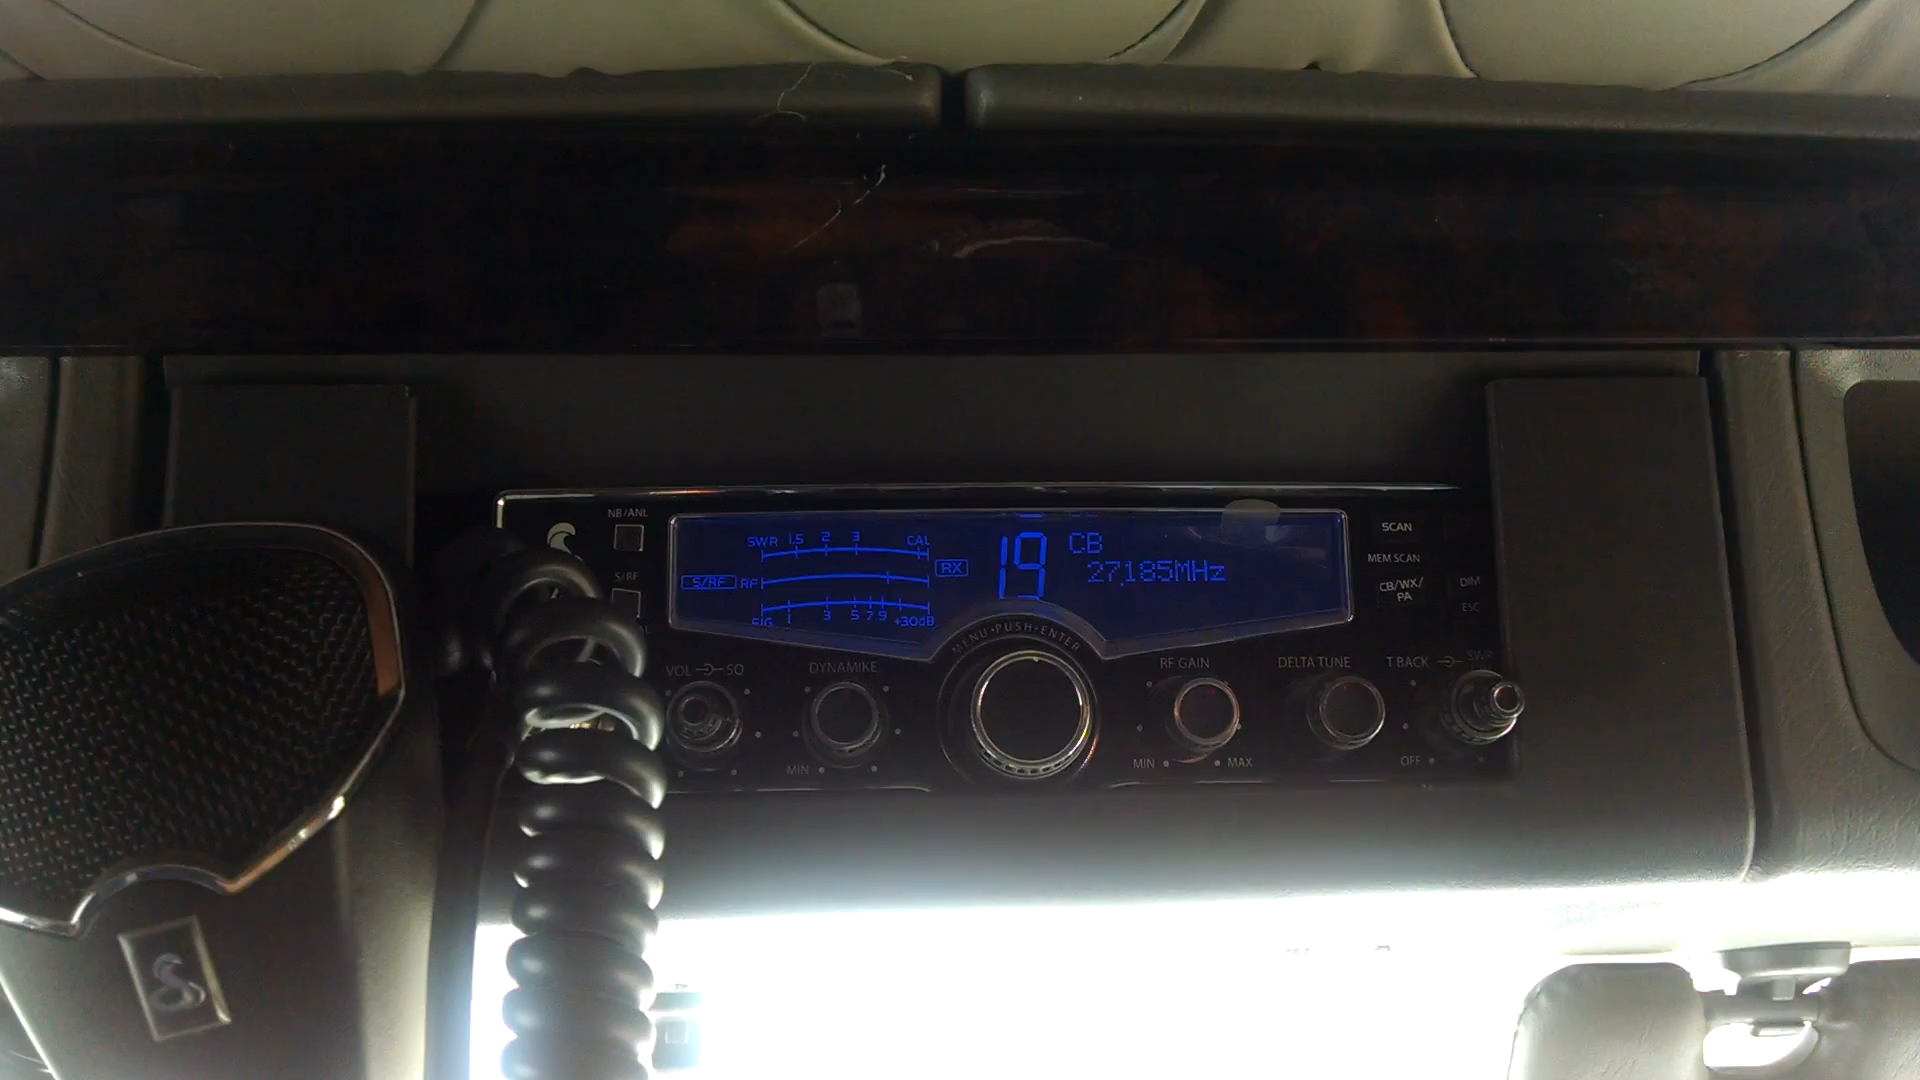 NB/ANL
S/RF
SWR 1.5 2 3 CAL
S/RF RF
SIG 1 3 5 7 9 +30dB
RX
19
CB
27.185MHz
SCAN
MEM SCAN
CB/WX/
PA
DIM
ESC
MENU•PUSH•ENTER
VOL SQ
DYNAMIKE
RF GAIN
DELTA TUNE
T BACK SWR
MIN
MIN MAX
OFF